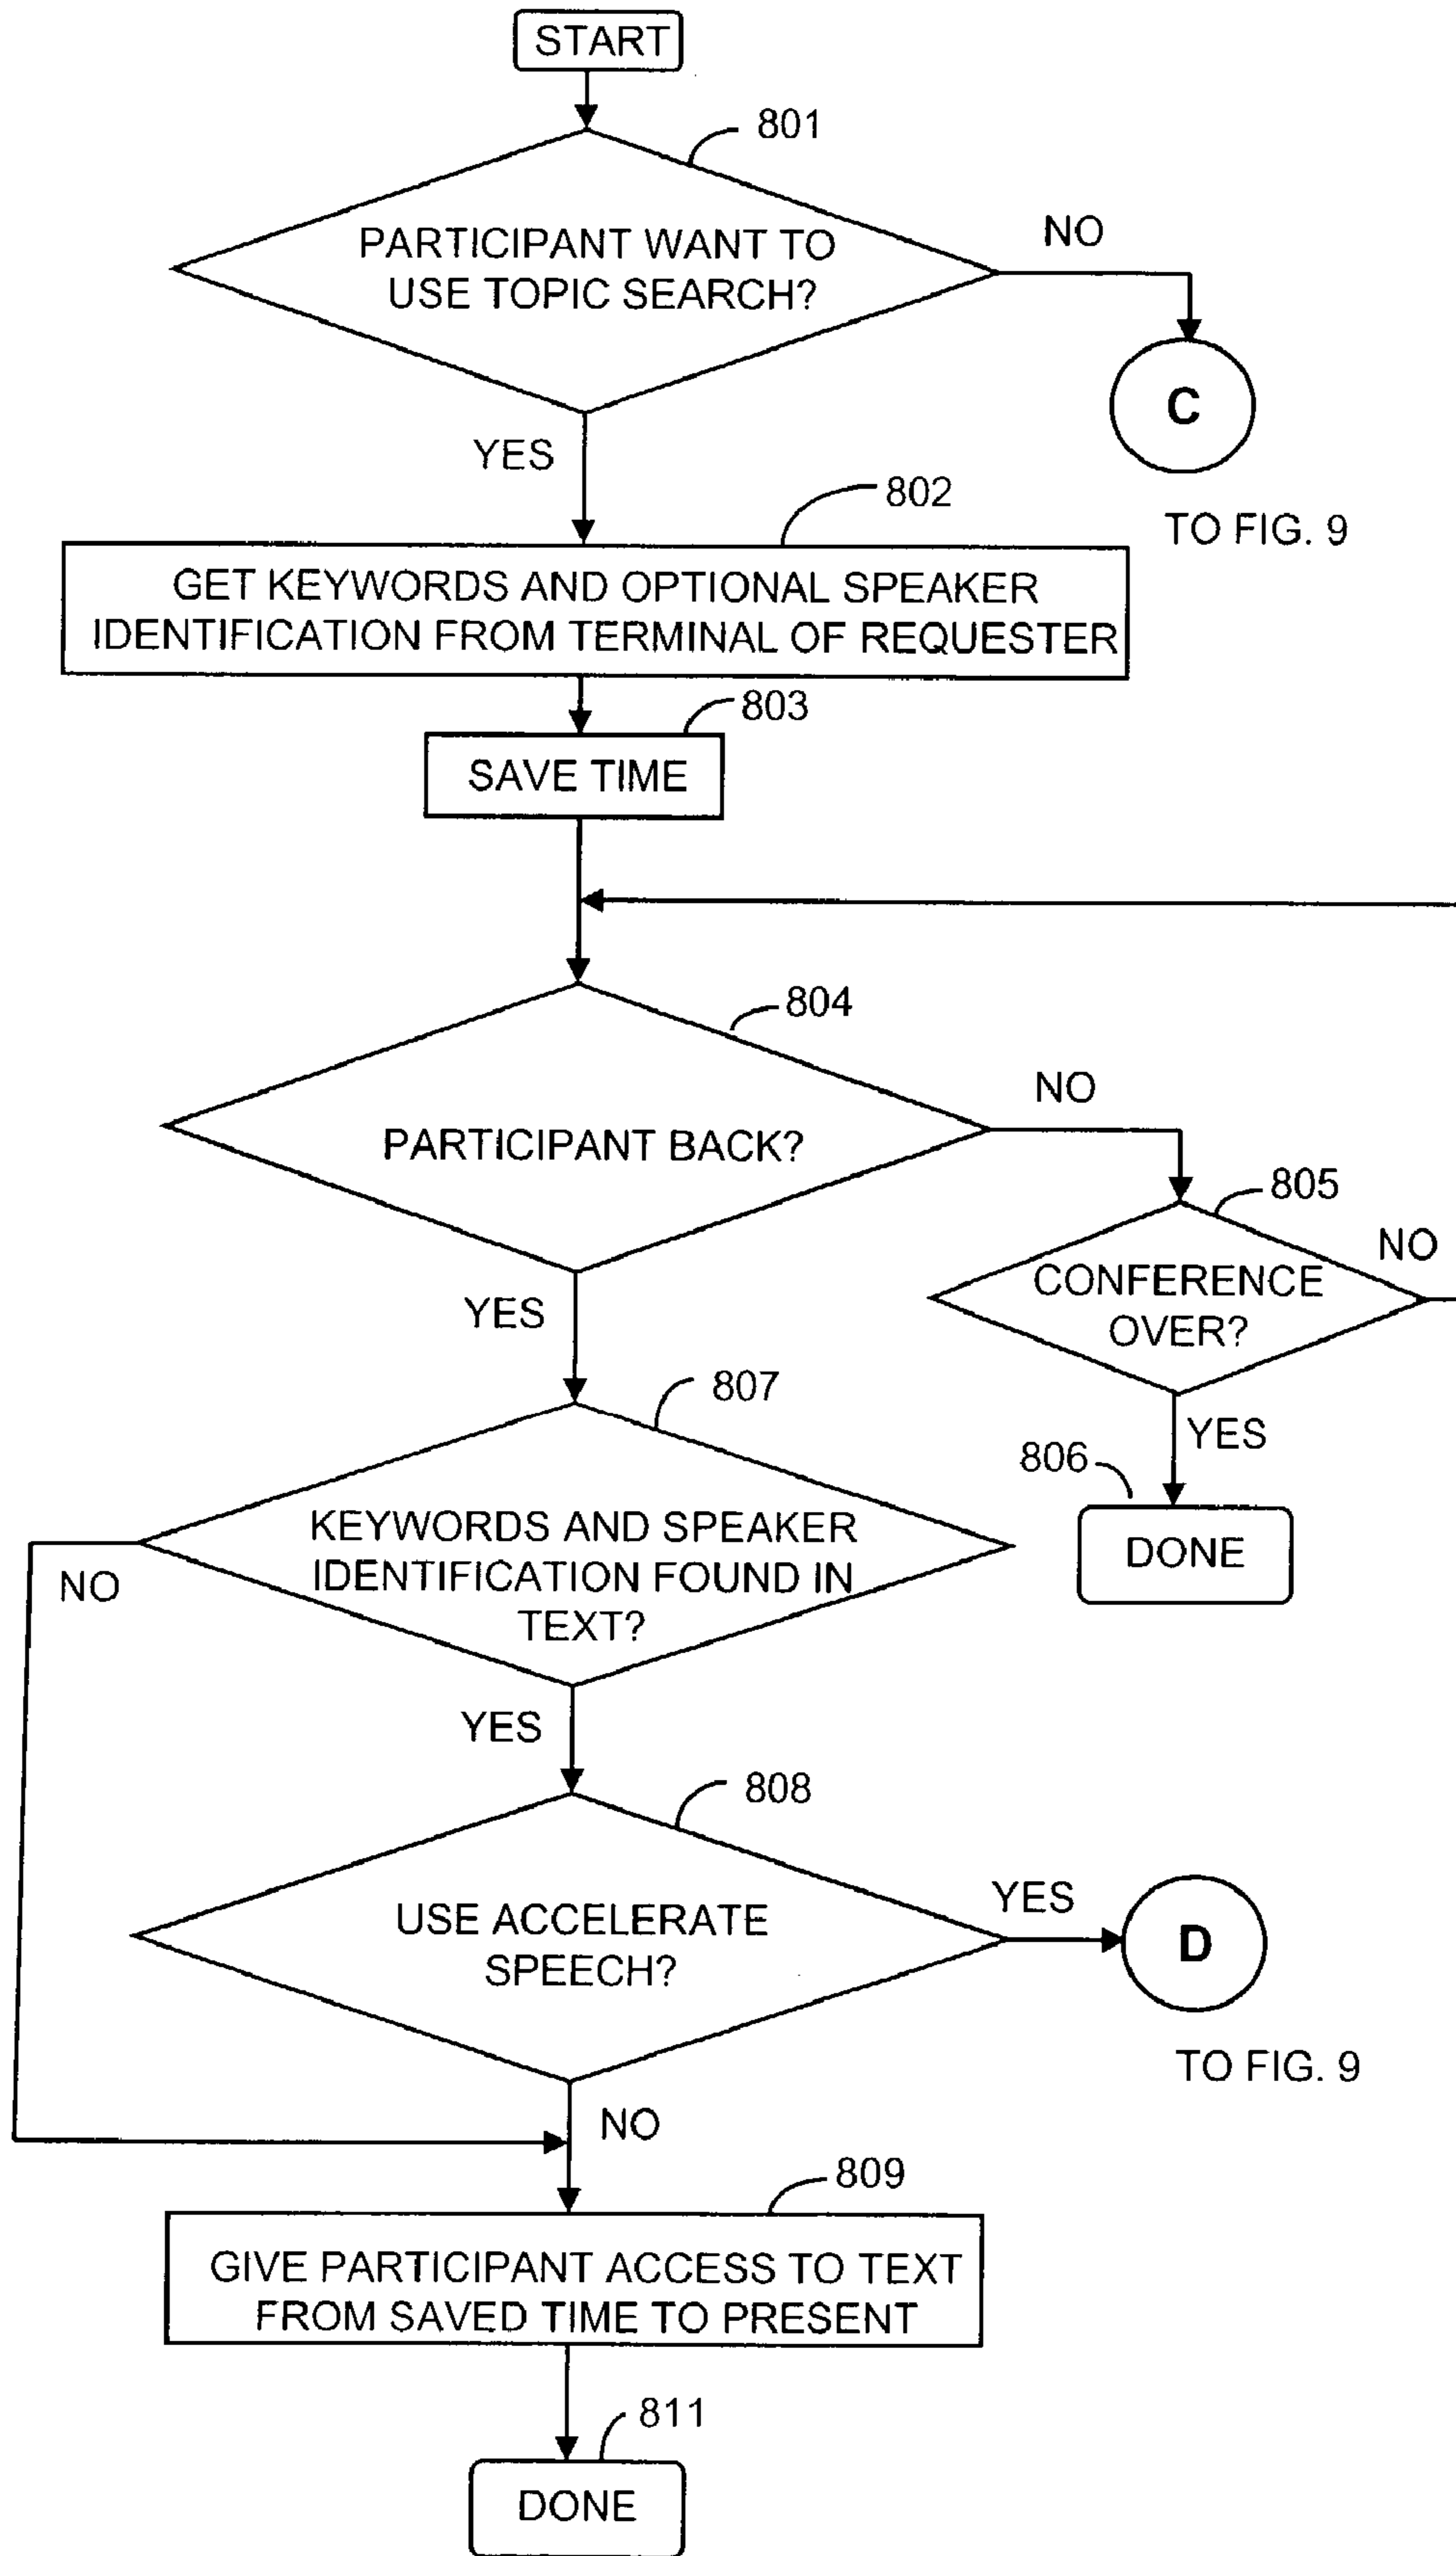 START
801
PARTICIPANT WANT TO
USE TOPIC SEARCH?
NO
C
TO FIG. 9
YES
802
GET KEYWORDS AND OPTIONAL SPEAKER
IDENTIFICATION FROM TERMINAL OF REQUESTER
803
SAVE TIME
804
PARTICIPANT BACK?
NO
805
CONFERENCE
OVER?
NO
YES
806
DONE
YES
807
KEYWORDS AND SPEAKER
IDENTIFICATION FOUND IN
TEXT?
NO
YES
808
USE ACCELERATE
SPEECH?
YES
D
TO FIG. 9
NO
809
GIVE PARTICIPANT ACCESS TO TEXT
FROM SAVED TIME TO PRESENT
811
DONE